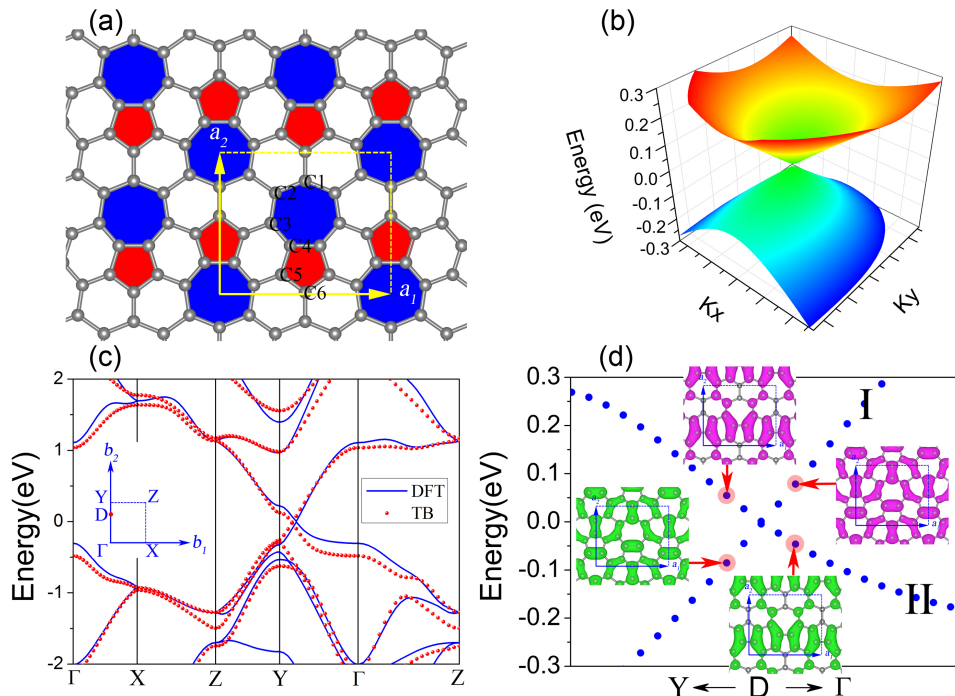 (a)
a2
C1
C2
C3
C4
C5
C6
a1
(b)
Energy (eV)
0.3
0.2
0.1
0.0
-0.1
-0.2
-0.3
Kx
Ky
(c)
Energy(eV)
2
1
0
-1
-2
b2
Y
Z
D
Γ
X
b1
DFT
TB
Γ X Z Y Γ Z
(d)
Energy(eV)
0.3
0.2
0.1
0.0
-0.1
-0.2
-0.3
I
II
Y D Γ